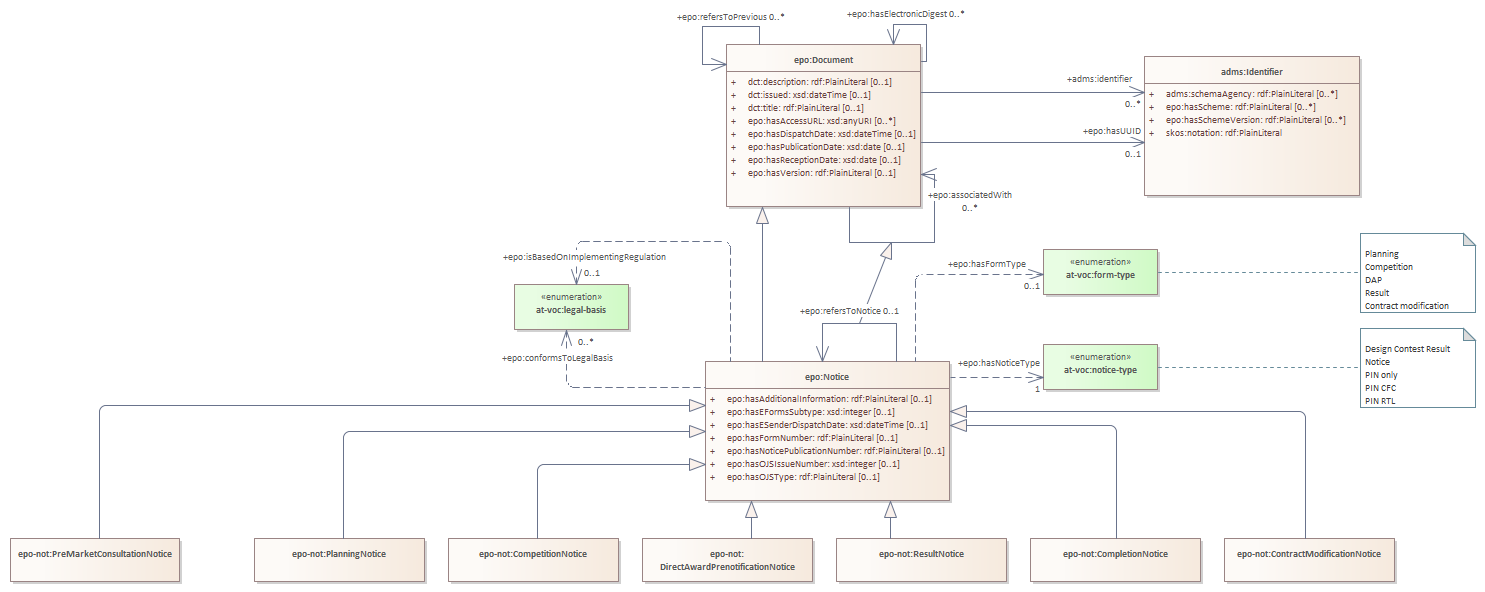 +epo:refersToPrevious 0..*
+epo:hasElectronicDigest 0..*
epo:Document
+ dct:description: rdf:PlainLiteral [0..1]
+ dct:issued: xsd:dateTime [0..1]
+ dct:title: rdf:PlainLiteral [0..1]
+ epo:hasAccessURL: xsd:anyURI [0..*]
+ epo:hasDispatchDate: xsd:dateTime [0..1]
+ epo:hasPublicationDate: xsd:date [0..1]
+ epo:hasReceptionDate: xsd:date [0..1]
+ epo:hasVersion: rdf:PlainLiteral [0..1]
+adms:identifier
0..*
+epo:hasUUID
0..1
adms:Identifier
+ adms:schemaAgency: rdf:PlainLiteral [0..*]
+ epo:hasScheme: rdf:PlainLiteral [0..*]
+ epo:hasSchemeVersion: rdf:PlainLiteral [0..*]
+ skos:notation: rdf:PlainLiteral
+epo:associatedWith
0..*
+epo:isBasedOnImplementingRegulation
0..1
«enumeration»
at-voc:legal-basis
0..*
+epo:conformsToLegalBasis
+epo:hasFormType
0..1
«enumeration»
at-voc:form-type
Planning
Competition
DAP
Result
Contract modification
+epo:refersToNotice 0..1
+epo:hasNoticeType
1
«enumeration»
at-voc:notice-type
Design Contest Result
Notice
PIN only
PIN CFC
PIN RTL
epo:Notice
+ epo:hasAdditionalInformation: rdf:PlainLiteral [0..1]
+ epo:hasEFormsSubtype: xsd:integer [0..1]
+ epo:hasESenderDispatchDate: xsd:dateTime [0..1]
+ epo:hasFormNumber: rdf:PlainLiteral [0..1]
+ epo:hasNoticePublicationNumber: rdf:PlainLiteral [0..1]
+ epo:hasOJSIssueNumber: xsd:integer [0..1]
+ epo:hasOJSType: rdf:PlainLiteral [0..1]
epo-not:PreMarketConsultationNotice
epo-not:PlanningNotice
epo-not:CompetitionNotice
epo-not:
DirectAwardPrenotificationNotice
epo-not:ResultNotice
epo-not:CompletionNotice
epo-not:ContractModificationNotice